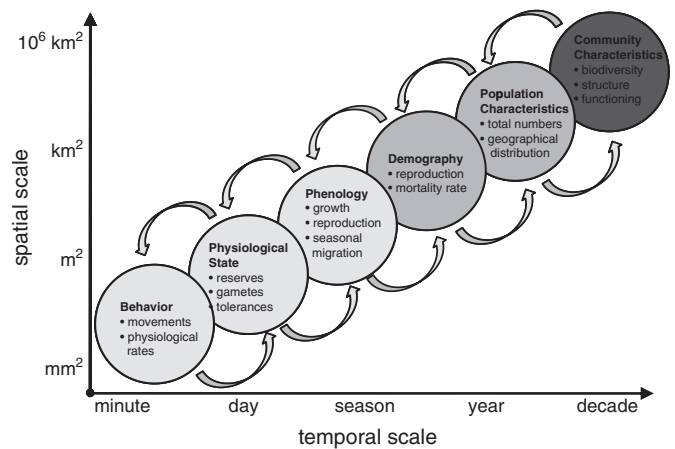 10⁶ km²
km²
m²
mm²
spatial scale
Community
Characteristics
• biodiversity
• structure
• functioning
Population
Characteristics
• total numbers
• geographical
distribution
Demography
• reproduction
• mortality rate
Phenology
• growth
• reproduction
• seasonal
migration
Physiological
State
• reserves
• gametes
• tolerances
Behavior
• movements
• physiological
rates
minute day season year decade
temporal scale